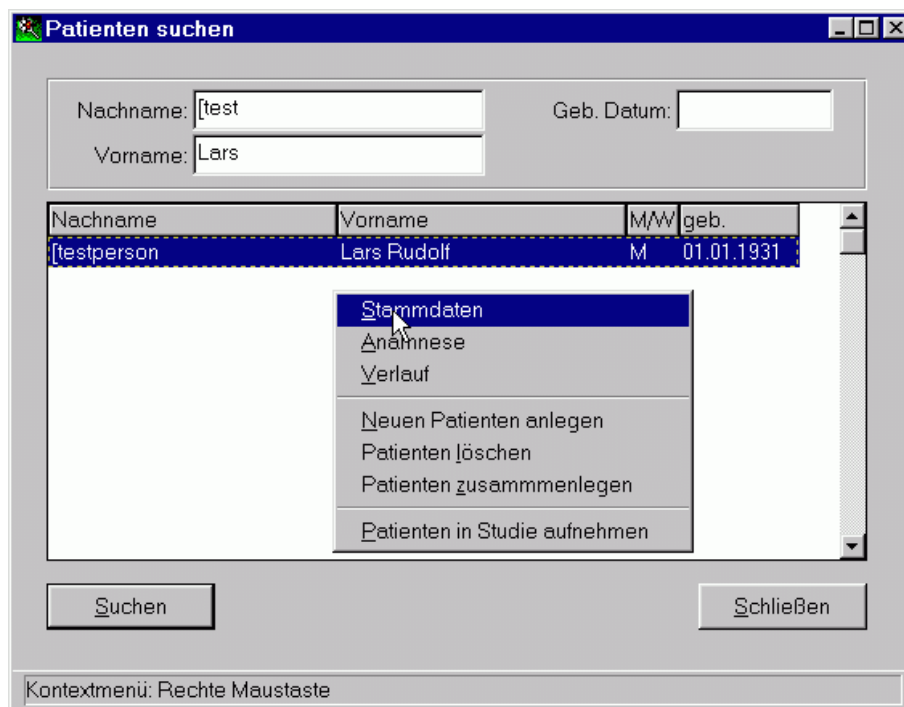 Patienten suchen
Nachname: [test Geb. Datum:
Vorname: Lars
Nachname Vorname M/W geb.
[testperson Lars Rudolf M 01.01.1931
Stammdaten
Anamnese
Verlauf
Neuen Patienten anlegen
Patienten löschen
Patienten zusammmenlegen
Patienten in Studie aufnehmen
Suchen Schließen
Kontextmenü: Rechte Maustaste